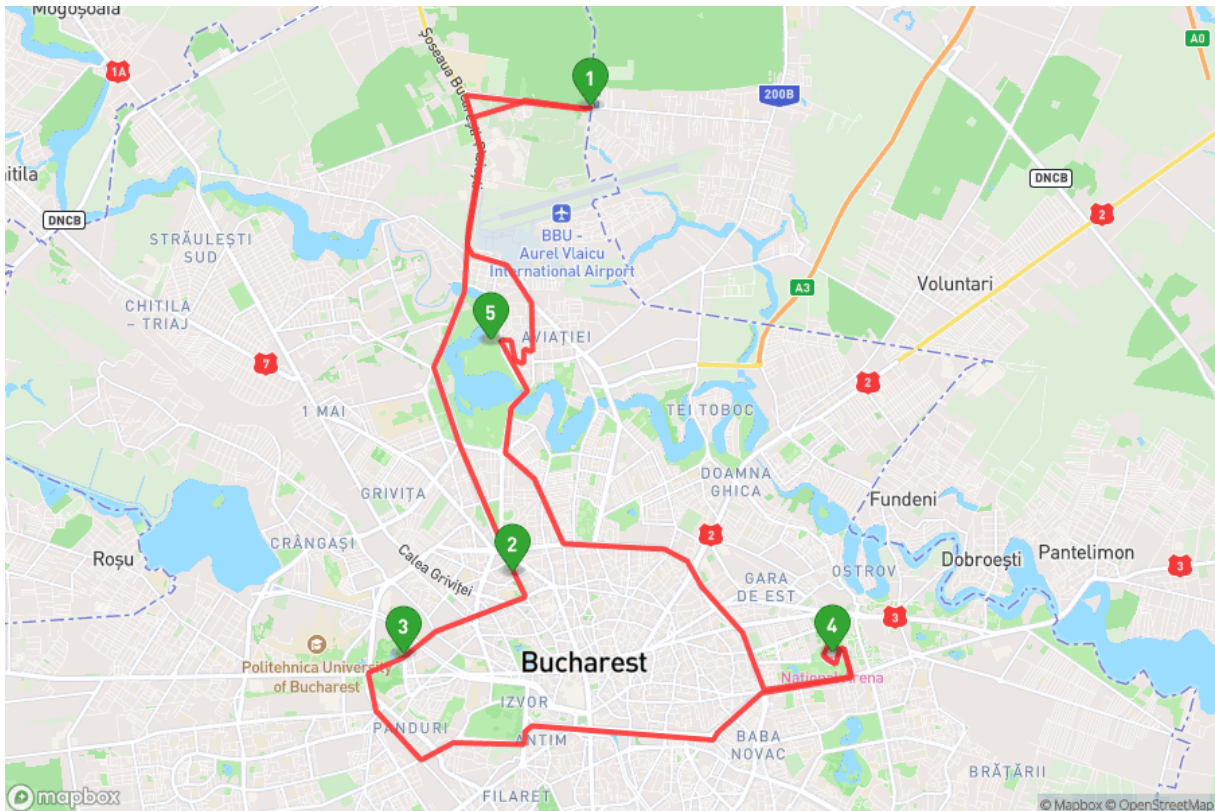 Mogoșoaia
1A
Șoseaua București-Ploiești
1
200B
A0
itila
DNCB
DNCB
2
STRĂULEȘTI
SUD
BBU -
Aurel Vlaicu
International Airport
A3
Voluntari
CHITILA
– TRIAJ
5
AVIAȚIEI
7
2
1 MAI
TEI TOBOC
DOAMNA
GHICA
GRIVIȚA
Fundeni
2
2
CRÂNGAȘI
Roșu
Calea Griviței
Dobroești
Pantelimon
3
OSTROV
GARA
DE EST
3
3
4
Politehnica University
of Bucharest
Bucharest
IZVOR
PANDURI
ANTIM
BABA
NOVAC
BRĂȚĂRII
FILARET
mapbox
© Mapbox © OpenStreetMap